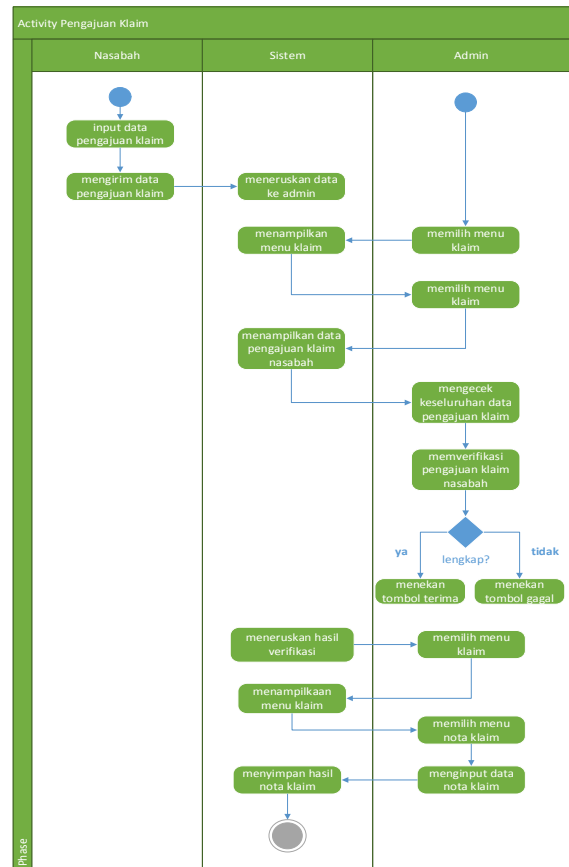 Activity Pengajuan Klaim
Nasabah
Sistem
Admin
input data
pengajuan klaim
mengirim data
pengajuan klaim
meneruskan data
ke admin
menampilkan
menu klaim
memilih menu
klaim
memilih menu
klaim
menampilkan data
pengajuan klaim
nasabah
mengecek
keseluruhan data
pengajuan klaim
memverifikasi
pengajuan klaim
nasabah
ya
lengkap?
tidak
menekan
tombol terima
menekan
tombol gagal
meneruskan hasil
verifikasi
memilih menu
klaim
menampilkaan
menu klaim
memilih menu
nota klaim
menyimpan hasil
nota klaim
menginput data
nota klaim
Phase